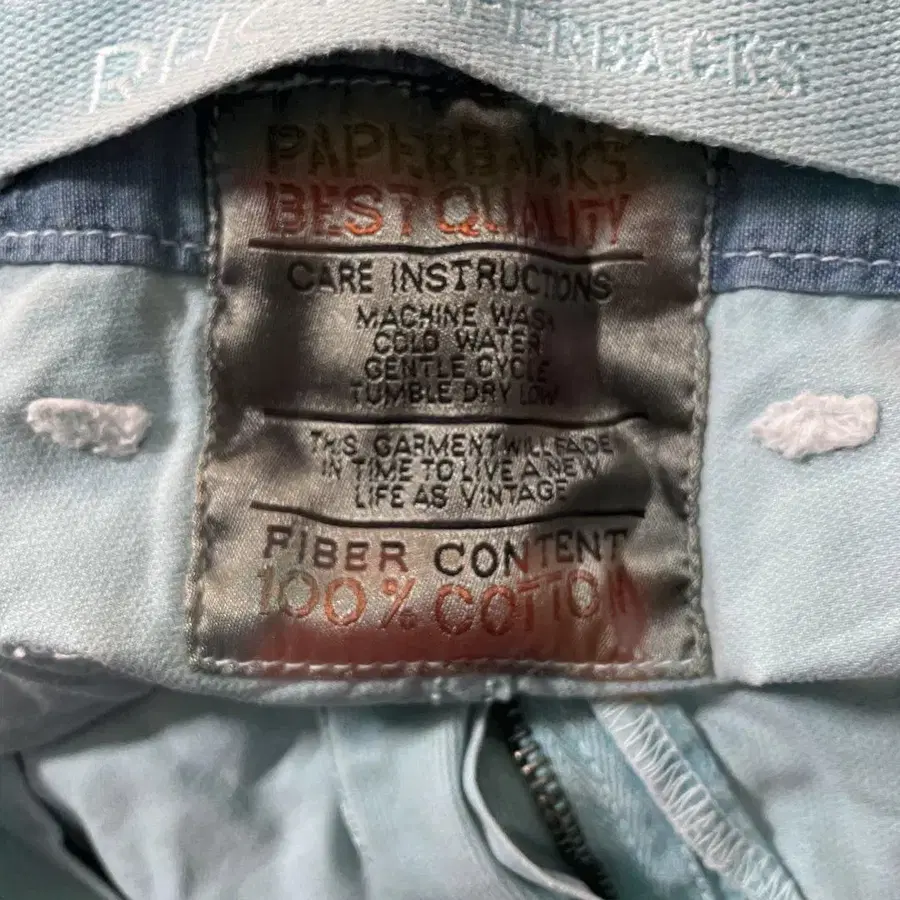 PAPERBACKS
BEST QUALITY
CARE INSTRUCTIONS
MACHINE WASH
COLD WATER
GENTLE CYCLE
TUMBLE DRY LOW
THIS GARMENT WILL FADE
IN TIME TO LIVE A NEW
LIFE AS VINTAGE
FIBER CONTENT
100% COTTON